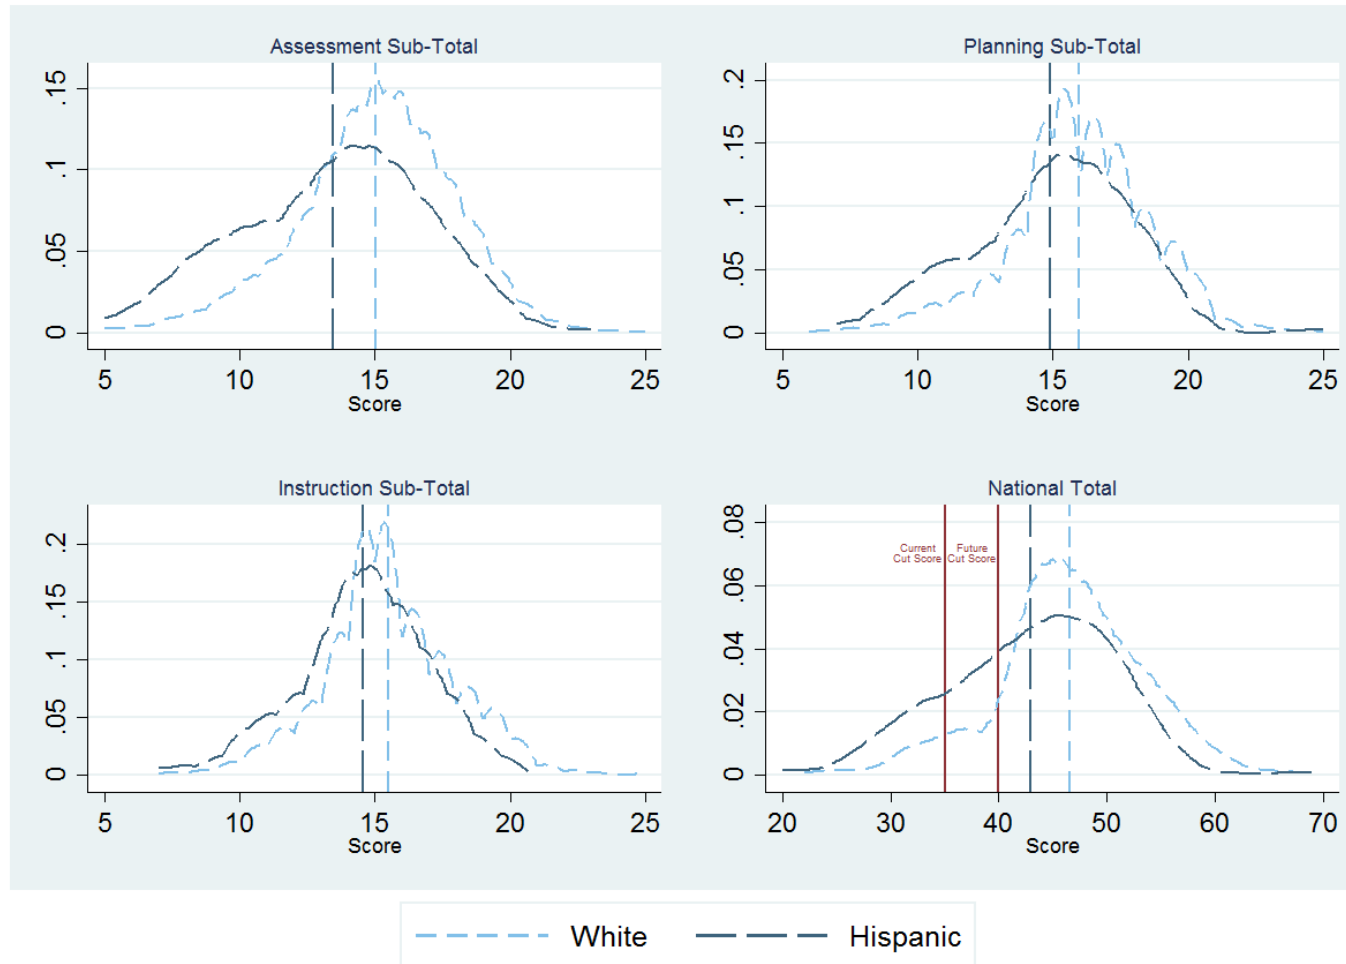 Assessment Sub-Total
.15
.1
.05
0
5 10 15 20 25
Score
Planning Sub-Total
.2
.15
.1
.05
0
5 10 15 20 25
Score
Instruction Sub-Total
.2
.15
.1
.05
0
5 10 15 20 25
Score
National Total
.08
.06
.04
.02
0
Current Future
Cut Score Cut Score
20 30 40 50 60 70
Score
White Hispanic